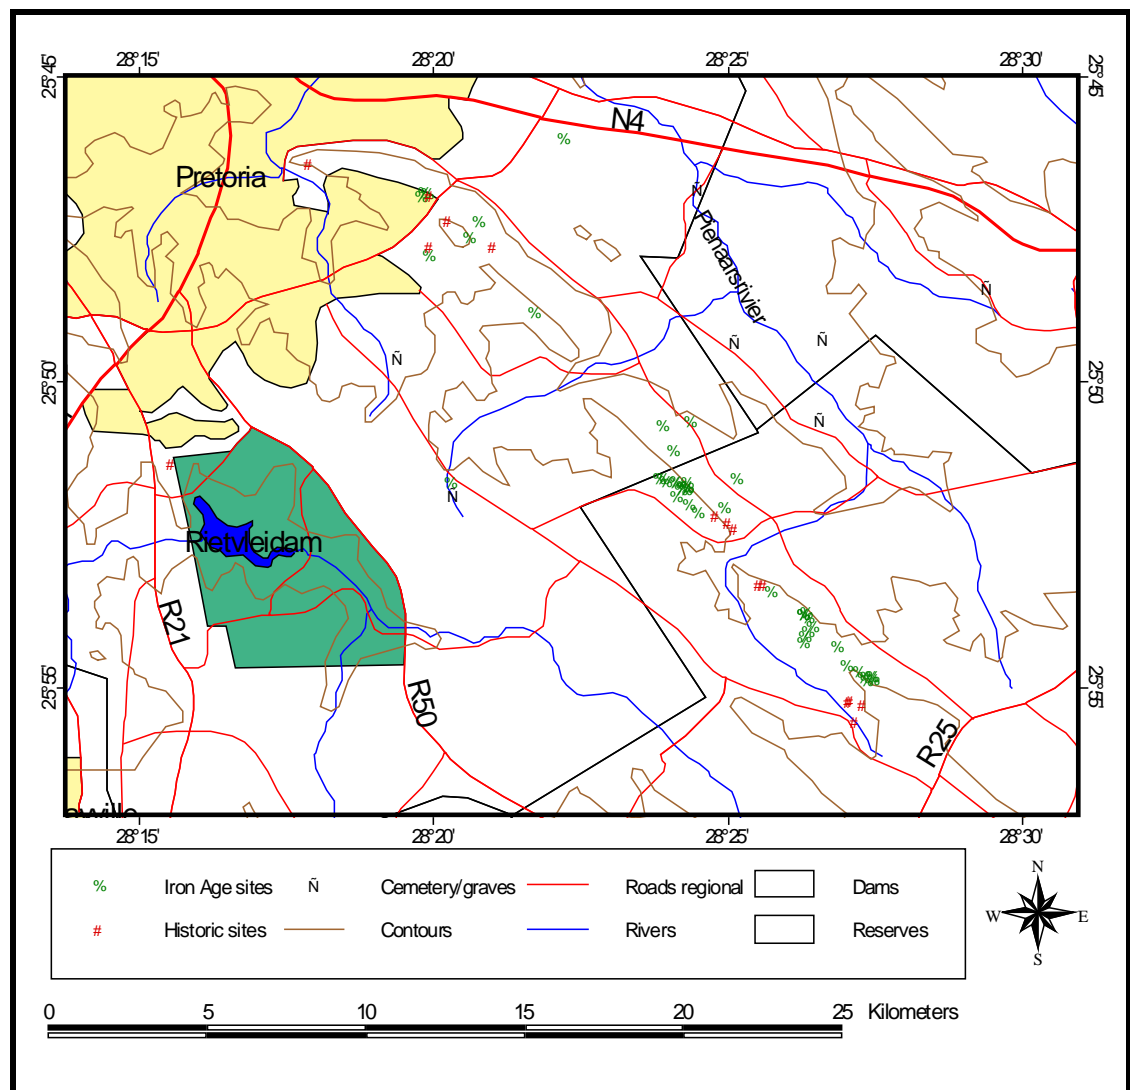 28°15' 28°20' 28°25' 28°30'
25°45' 25°45'
N4
Pretoria
Ñ
Pienaarsrivier
Ñ
Ñ Ñ
Ñ
25°50' 25°50'
Ñ
Ñ
Rietvleidam
R21
25°55' 25°55'
R50
R25
28°15' 28°20' 28°25' 28°30'
% Iron Age sites Ñ Cemetery/graves Roads regional Dams
# Historic sites Contours Rivers Reserves
N
W E
S
0 5 10 15 20 25 Kilometers